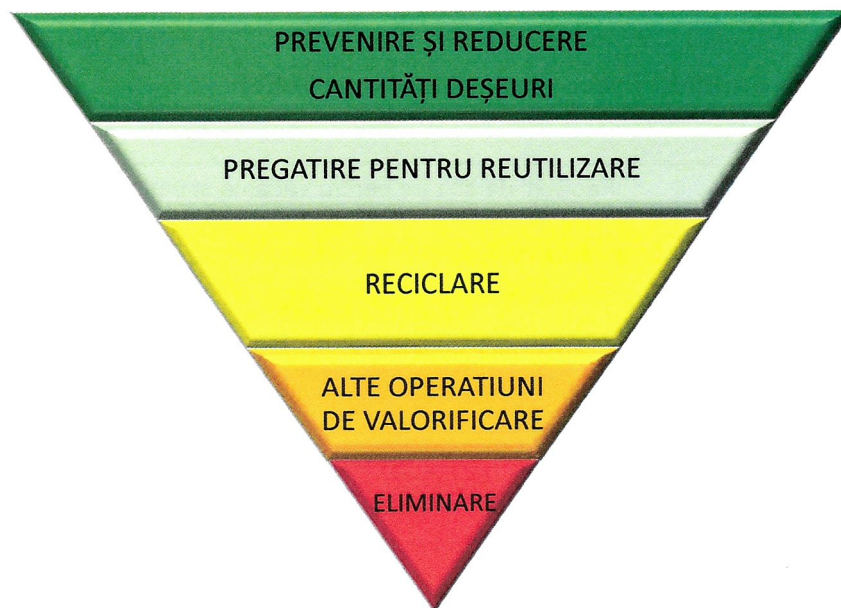 PREVENIRE ȘI REDUCERE
CANTITĂȚI DEȘEURI
PREGATIRE PENTRU REUTILIZARE
RECICLARE
ALTE OPERATIUNI
DE VALORIFICARE
ELIMINARE